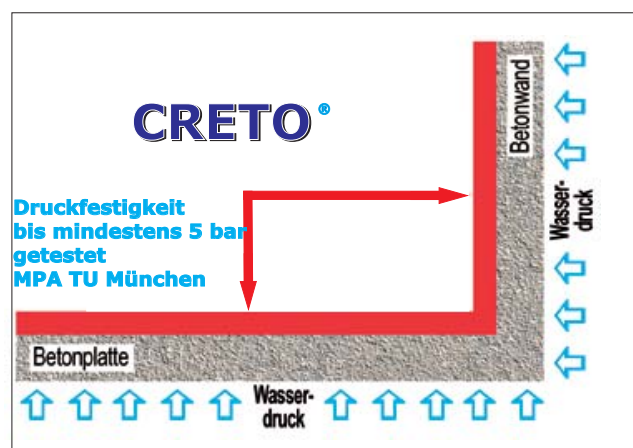 CRETO®
Druckfestigkeit
bis mindestens 5 bar
getestet
MPA TU München
Betonwand
Wasser-
druck
Betonplatte
Wasser-
druck